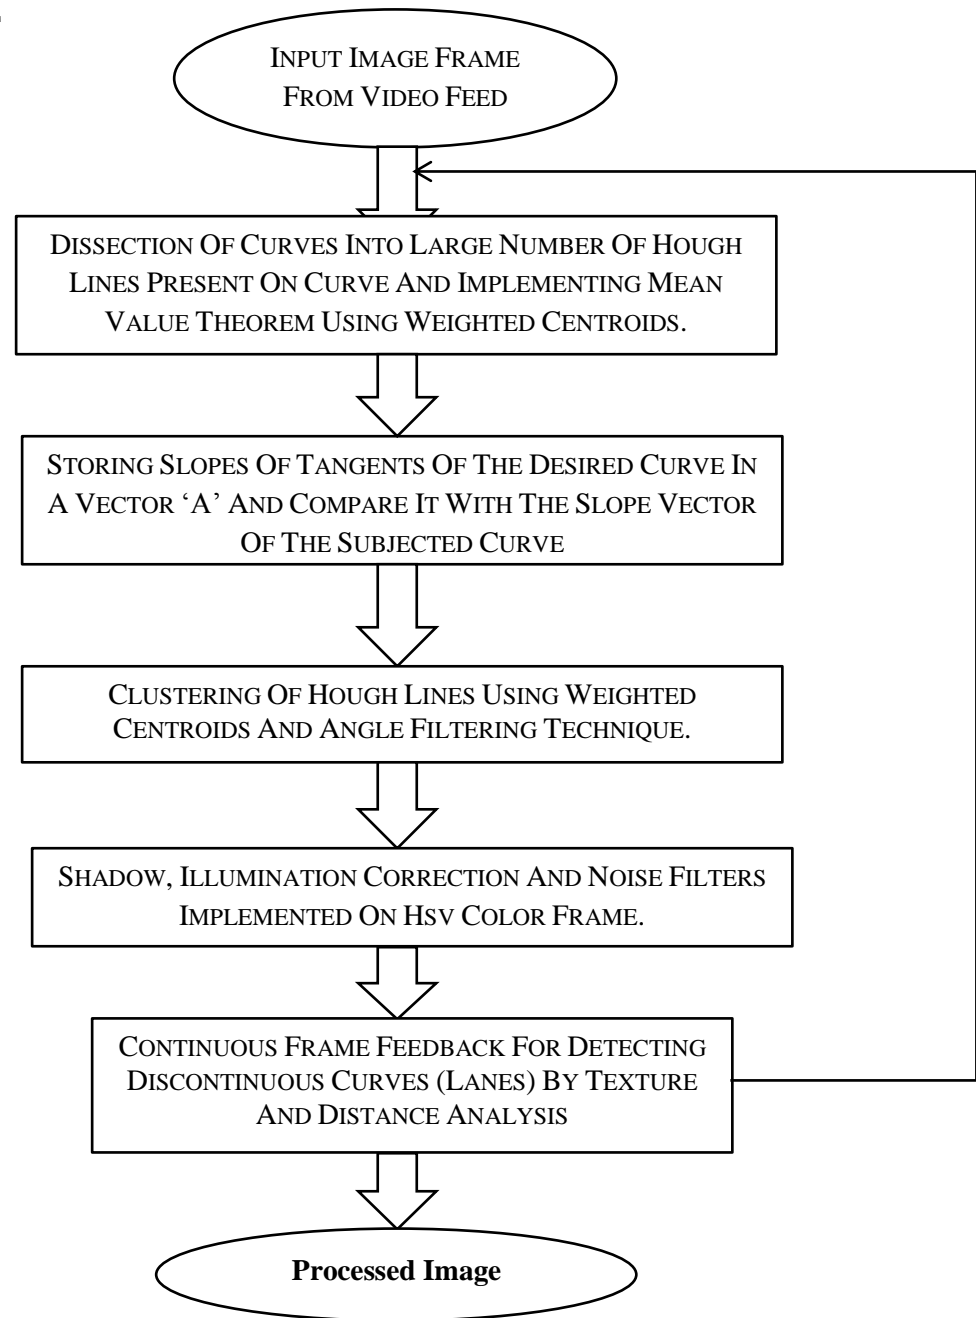 INPUT IMAGE FRAME
FROM VIDEO FEED
DISSECTION OF CURVES INTO LARGE NUMBER OF HOUGH
LINES PRESENT ON CURVE AND IMPLEMENTING MEAN
VALUE THEOREM USING WEIGHTED CENTROIDS.
STORING SLOPES OF TANGENTS OF THE DESIRED CURVE IN
A VECTOR ‘A’ AND COMPARE IT WITH THE SLOPE VECTOR
OF THE SUBJECTED CURVE
CLUSTERING OF HOUGH LINES USING WEIGHTED
CENTROIDS AND ANGLE FILTERING TECHNIQUE.
SHADOW, ILLUMINATION CORRECTION AND NOISE FILTERS
IMPLEMENTED ON HSV COLOR FRAME.
CONTINUOUS FRAME FEEDBACK FOR DETECTING
DISCONTINUOUS CURVES (LANES) BY TEXTURE
AND DISTANCE ANALYSIS
Processed Image